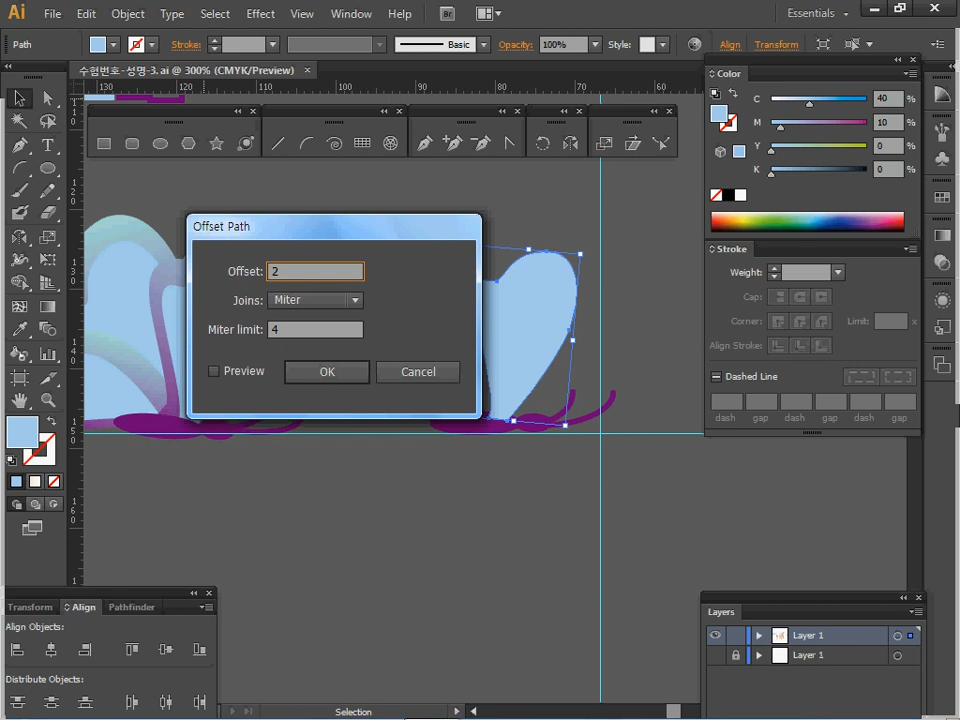 Ai File Edit Object Type Select Effect View Window Help Br Essentials
Path Stroke: Basic Opacity: 100% Style: Align Transform
수험번호-성명-3.ai @ 300% (CMYK/Preview) ×
130 120 110 100 90 80 70 60
Color
C 40 %
M 10 %
Y 0 %
K 0 %
Offset Path
Offset: 2
Joins: Miter
Miter limit: 4
Preview OK Cancel
Stroke
Weight:
Cap:
Corner: Limit: x
Align Stroke:
Dashed Line
dash gap dash gap dash gap
Transform Align Pathfinder
Align Objects:
Distribute Objects:
Layers
Layer 1
Layer 1
Selection